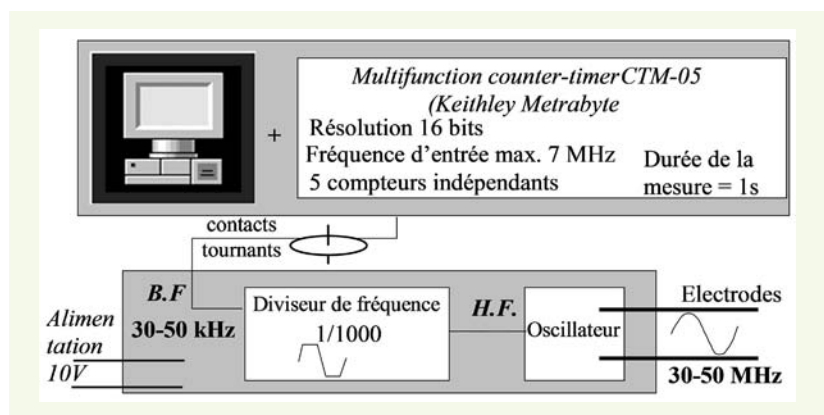 Multifunction counter-timerCTM-05
(Keithley Metrabyte
+
Résolution 16 bits
Fréquence d'entrée max. 7 MHz
5 compteurs indépendants
Durée de la
mesure = 1s
contacts
tournants
B.F
30-50 kHz
Alimen
tation
10V
Diviseur de fréquence
1/1000
H.F.
Oscillateur
Electrodes
30-50 MHz